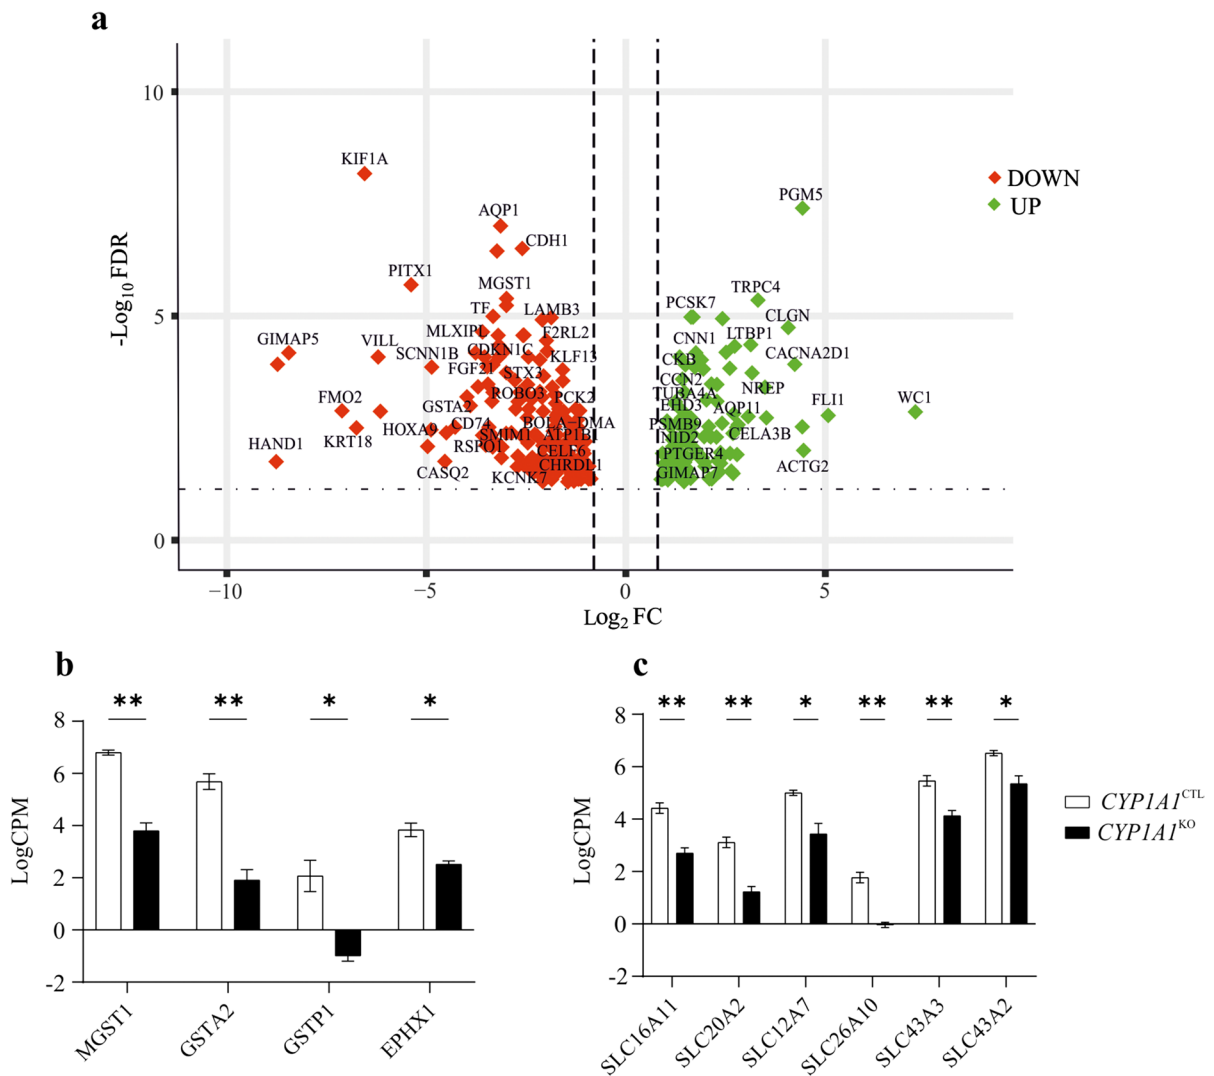 a
10
5
0
-Log10 FDR
KIF1A
PGM5
DOWN
UP
AQP1
CDH1
PITX1
MGST1
TRPC4
TF
LAMB3
PCSK7
CLGN
MLXIPL
F2RL2
CNN1
LTBP1
GIMAP5
VILL
SCNN1B
CDKN1C
KLF13
CKB
CACNA2D1
FGF21
STX3
CCN2
NREP
FMO2
ROBO3
PCK2
TUBA4A
WC1
GSTA2
EHD3
AQP11
FLI1
HAND1
KRT18
HOXA9
CD74
BOLA-DMA
PSMB9
CELA3B
SMIM1
ATP1B1
NID2
RSPO1
CELF6
PTGER4
CASQ2
CHRDL1
ACTG2
KCNK7
GIMAP7
−10
−5
0
5
Log2 FC
b
** ** * *
8
6
4
2
0
-2
LogCPM
MGST1
GSTA2
GSTP1
EPHX1
c
** ** * ** ** *
8
6
4
2
0
-2
LogCPM
SLC16A11
SLC20A2
SLC12A7
SLC26A10
SLC43A3
SLC43A2
CYP1A1CTL
CYP1A1KO